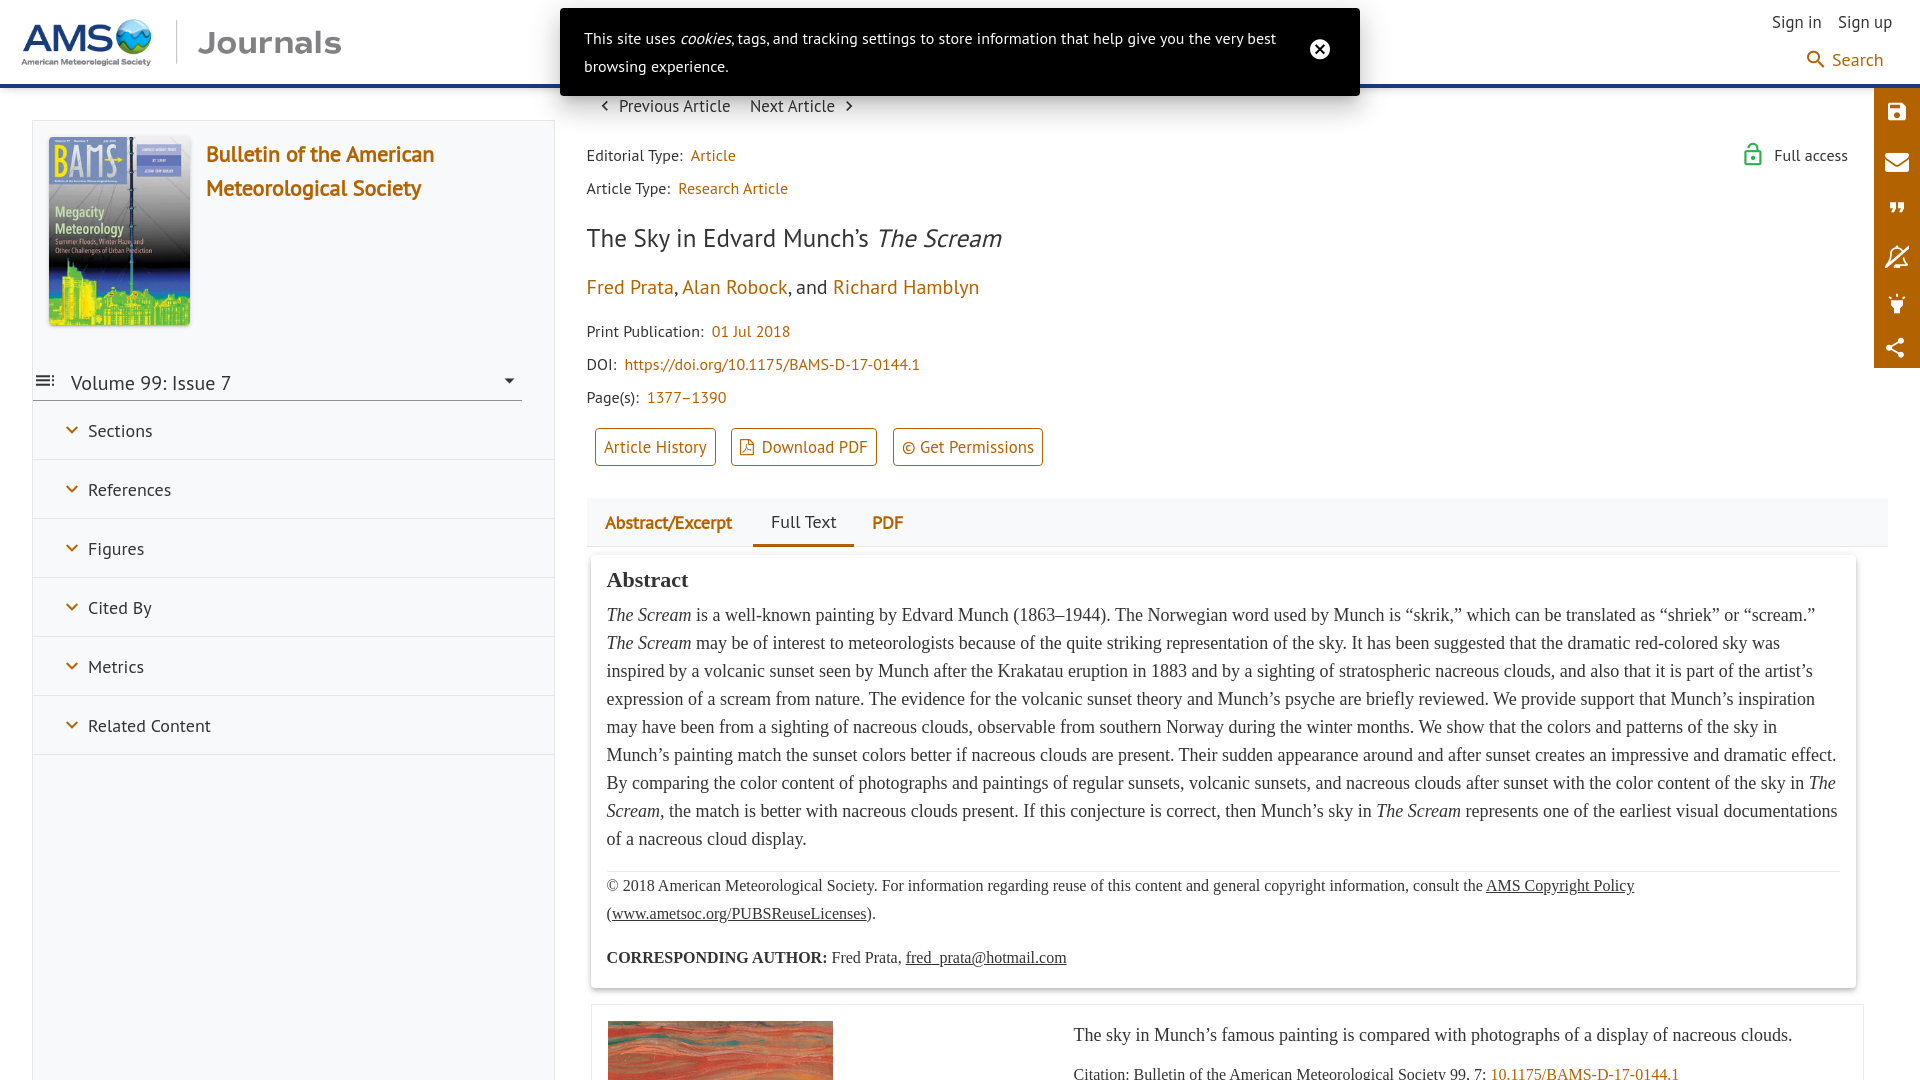 AMS
American Meteorological Society
Journals
This site uses cookies, tags, and tracking settings to store information that help give you the very best
browsing experience.
Sign in Sign up
Search
Previous Article Next Article
BAMS
Megacity
Meteorology
Summer Floods, Winter Haze, and
Other Challenges of Urban Prediction
Bulletin of the American
Meteorological Society
Volume 99: Issue 7
Sections
References
Figures
Cited By
Metrics
Related Content
Editorial Type: Article
Full access
Article Type: Research Article
The Sky in Edvard Munch’s The Scream
Fred Prata, Alan Robock, and Richard Hamblyn
Print Publication: 01 Jul 2018
DOI: https://doi.org/10.1175/BAMS-D-17-0144.1
Page(s): 1377–1390
Article History Download PDF © Get Permissions
Abstract/Excerpt Full Text PDF
Abstract
The Scream is a well-known painting by Edvard Munch (1863–1944). The Norwegian word used by Munch is “skrik,” which can be translated as “shriek” or “scream.”
The Scream may be of interest to meteorologists because of the quite striking representation of the sky. It has been suggested that the dramatic red-colored sky was
inspired by a volcanic sunset seen by Munch after the Krakatau eruption in 1883 and by a sighting of stratospheric nacreous clouds, and also that it is part of the artist’s
expression of a scream from nature. The evidence for the volcanic sunset theory and Munch’s psyche are briefly reviewed. We provide support that Munch’s inspiration
may have been from a sighting of nacreous clouds, observable from southern Norway during the winter months. We show that the colors and patterns of the sky in
Munch’s painting match the sunset colors better if nacreous clouds are present. Their sudden appearance around and after sunset creates an impressive and dramatic effect.
By comparing the color content of photographs and paintings of regular sunsets, volcanic sunsets, and nacreous clouds after sunset with the color content of the sky in The
Scream, the match is better with nacreous clouds present. If this conjecture is correct, then Munch’s sky in The Scream represents one of the earliest visual documentations
of a nacreous cloud display.
© 2018 American Meteorological Society. For information regarding reuse of this content and general copyright information, consult the AMS Copyright Policy
(www.ametsoc.org/PUBSReuseLicenses).
CORRESPONDING AUTHOR: Fred Prata, fred_prata@hotmail.com
The sky in Munch’s famous painting is compared with photographs of a display of nacreous clouds.
Citation: Bulletin of the American Meteorological Society 99, 7; 10.1175/BAMS-D-17-0144.1